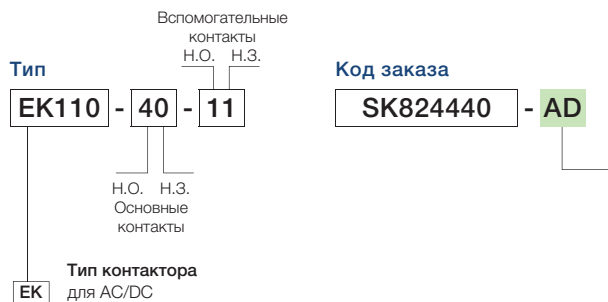 Вспомогательные
контакты
Н.О. Н.З.
Тип
Код заказа
EK110 - 40 - 11
SK824440 - AD
Н.О. Н.З.
Основные
контакты
Тип контактора
EK для AC/DC